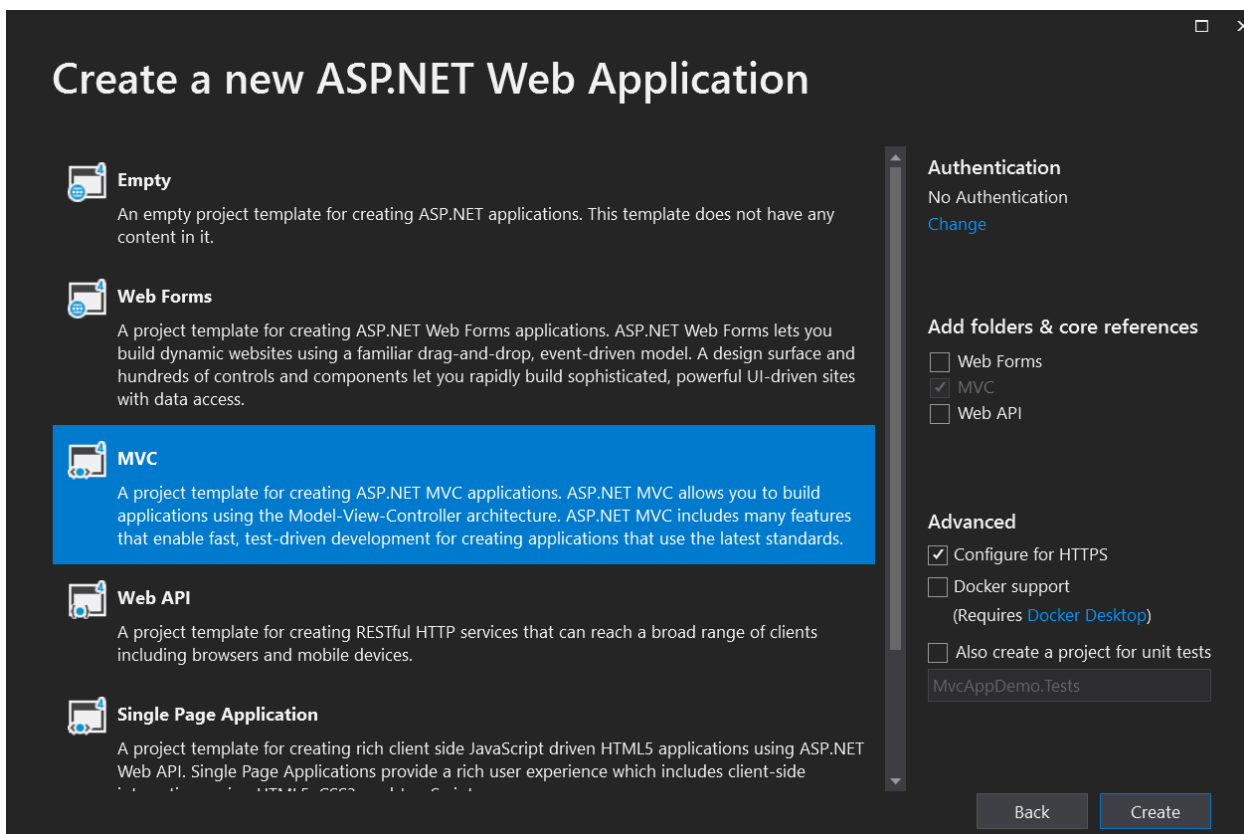 Create a new ASP.NET Web Application
Empty
An empty project template for creating ASP.NET applications. This template does not have any
content in it.
Web Forms
A project template for creating ASP.NET Web Forms applications. ASP.NET Web Forms lets you
build dynamic websites using a familiar drag-and-drop, event-driven model. A design surface and
hundreds of controls and components let you rapidly build sophisticated, powerful UI-driven sites
with data access.
MVC
A project template for creating ASP.NET MVC applications. ASP.NET MVC allows you to build
applications using the Model-View-Controller architecture. ASP.NET MVC includes many features
that enable fast, test-driven development for creating applications that use the latest standards.
Web API
A project template for creating RESTful HTTP services that can reach a broad range of clients
including browsers and mobile devices.
Single Page Application
A project template for creating rich client side JavaScript driven HTML5 applications using ASP.NET
Web API. Single Page Applications provide a rich user experience which includes client-side
Authentication
No Authentication
Change
Add folders & core references
Web Forms
MVC
Web API
Advanced
Configure for HTTPS
Docker support
(Requires Docker Desktop)
Also create a project for unit tests
MvcAppDemo.Tests
Back
Create